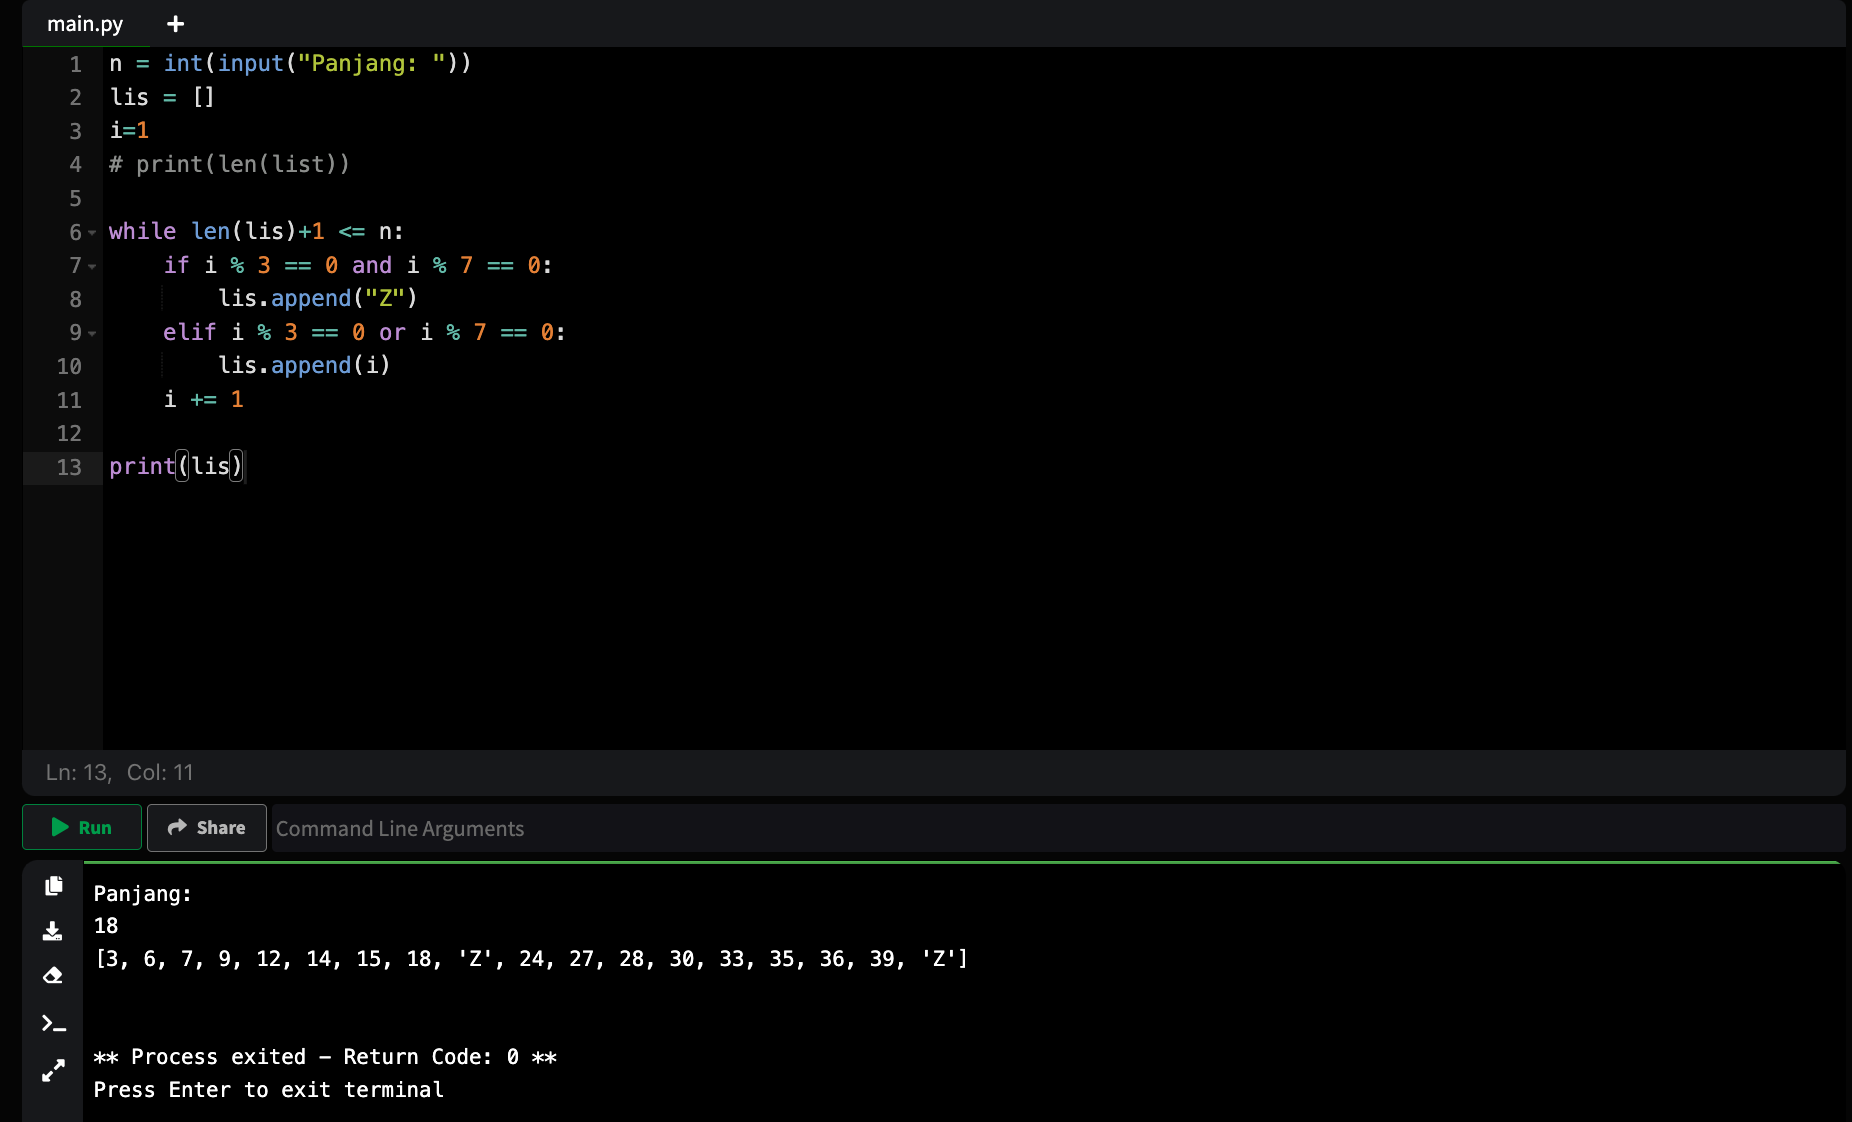 main.py +
1 n = int(input("Panjang: "))
2 lis = []
3 i=1
4 # print(len(list))
5
6 while len(lis)+1 <= n:
7     if i % 3 == 0 and i % 7 == 0:
8         lis.append("Z")
9     elif i % 3 == 0 or i % 7 == 0:
10         lis.append(i)
11     i += 1
12
13 print(lis)
Ln: 13, Col: 11
Run Share Command Line Arguments
Panjang:
18
[3, 6, 7, 9, 12, 14, 15, 18, 'Z', 24, 27, 28, 30, 33, 35, 36, 39, 'Z']
** Process exited - Return Code: 0 **
Press Enter to exit terminal